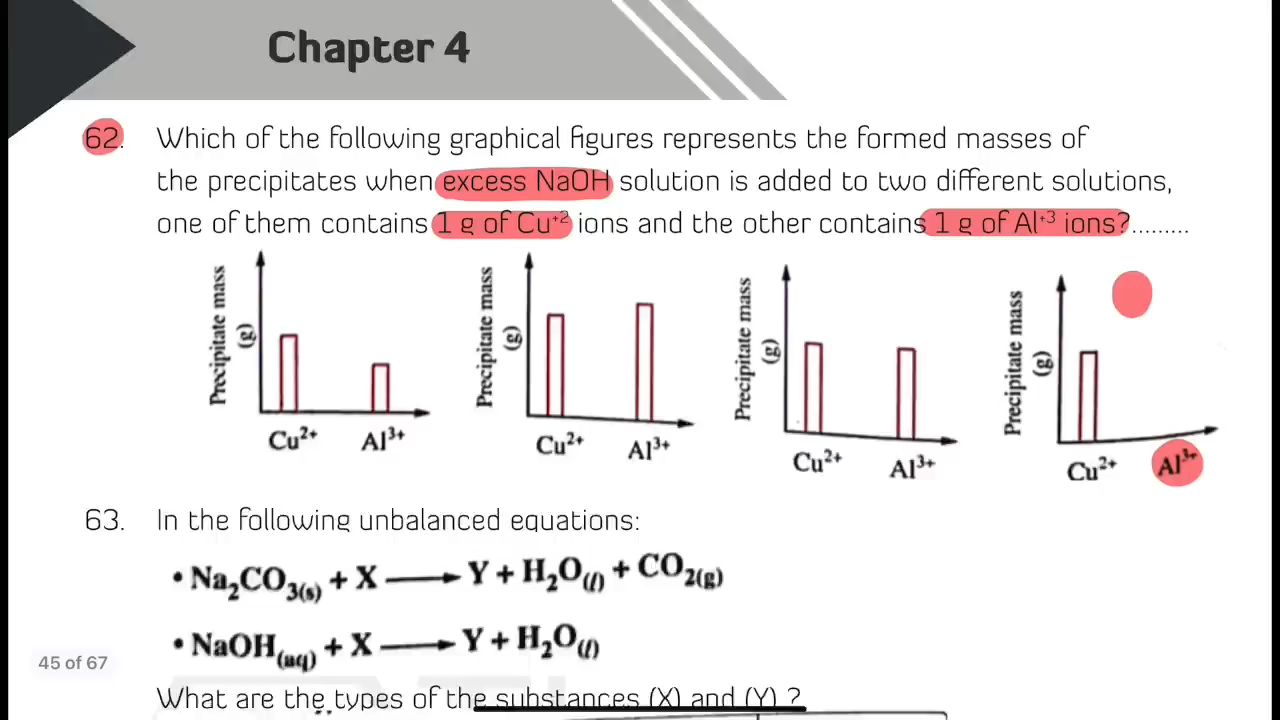 Chapter 4
62. Which of the following graphical figures represents the formed masses of
the precipitates when excess NaOH solution is added to two different solutions,
one of them contains 1 g of Cu⁺² ions and the other contains 1 g of Al⁺³ ions?.........
Precipitate mass (g)
Cu²⁺ Al³⁺
Precipitate mass (g)
Cu²⁺ Al³⁺
Precipitate mass (g)
Cu²⁺ Al³⁺
Precipitate mass (g)
Cu²⁺ Al³⁺
63. In the following unbalanced equations:
• Na₂CO₃(s) + X ⟶ Y + H₂O(l) + CO₂(g)
• NaOH(aq) + X ⟶ Y + H₂O(l)
45 of 67
What are the types of the substances (X) and (Y) ?